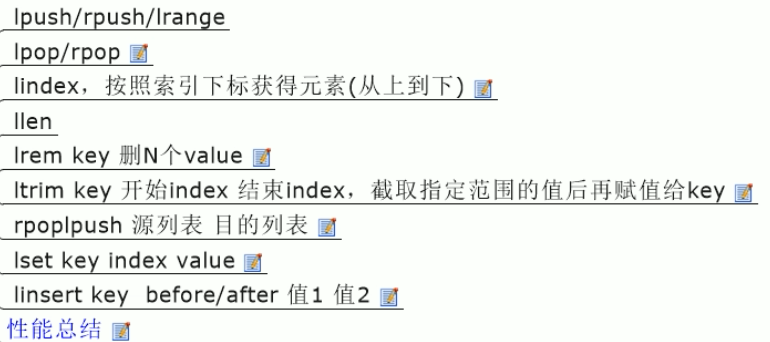 lpush/rpush/lrange
lpop/rpop
lindex，按照索引下标获得元素(从上到下)
llen
lrem key 删N个value
ltrim key 开始index 结束index，截取指定范围的值后再赋值给key
rpoplpush 源列表 目的列表
lset key index value
linsert key  before/after 值1 值2
性能总结